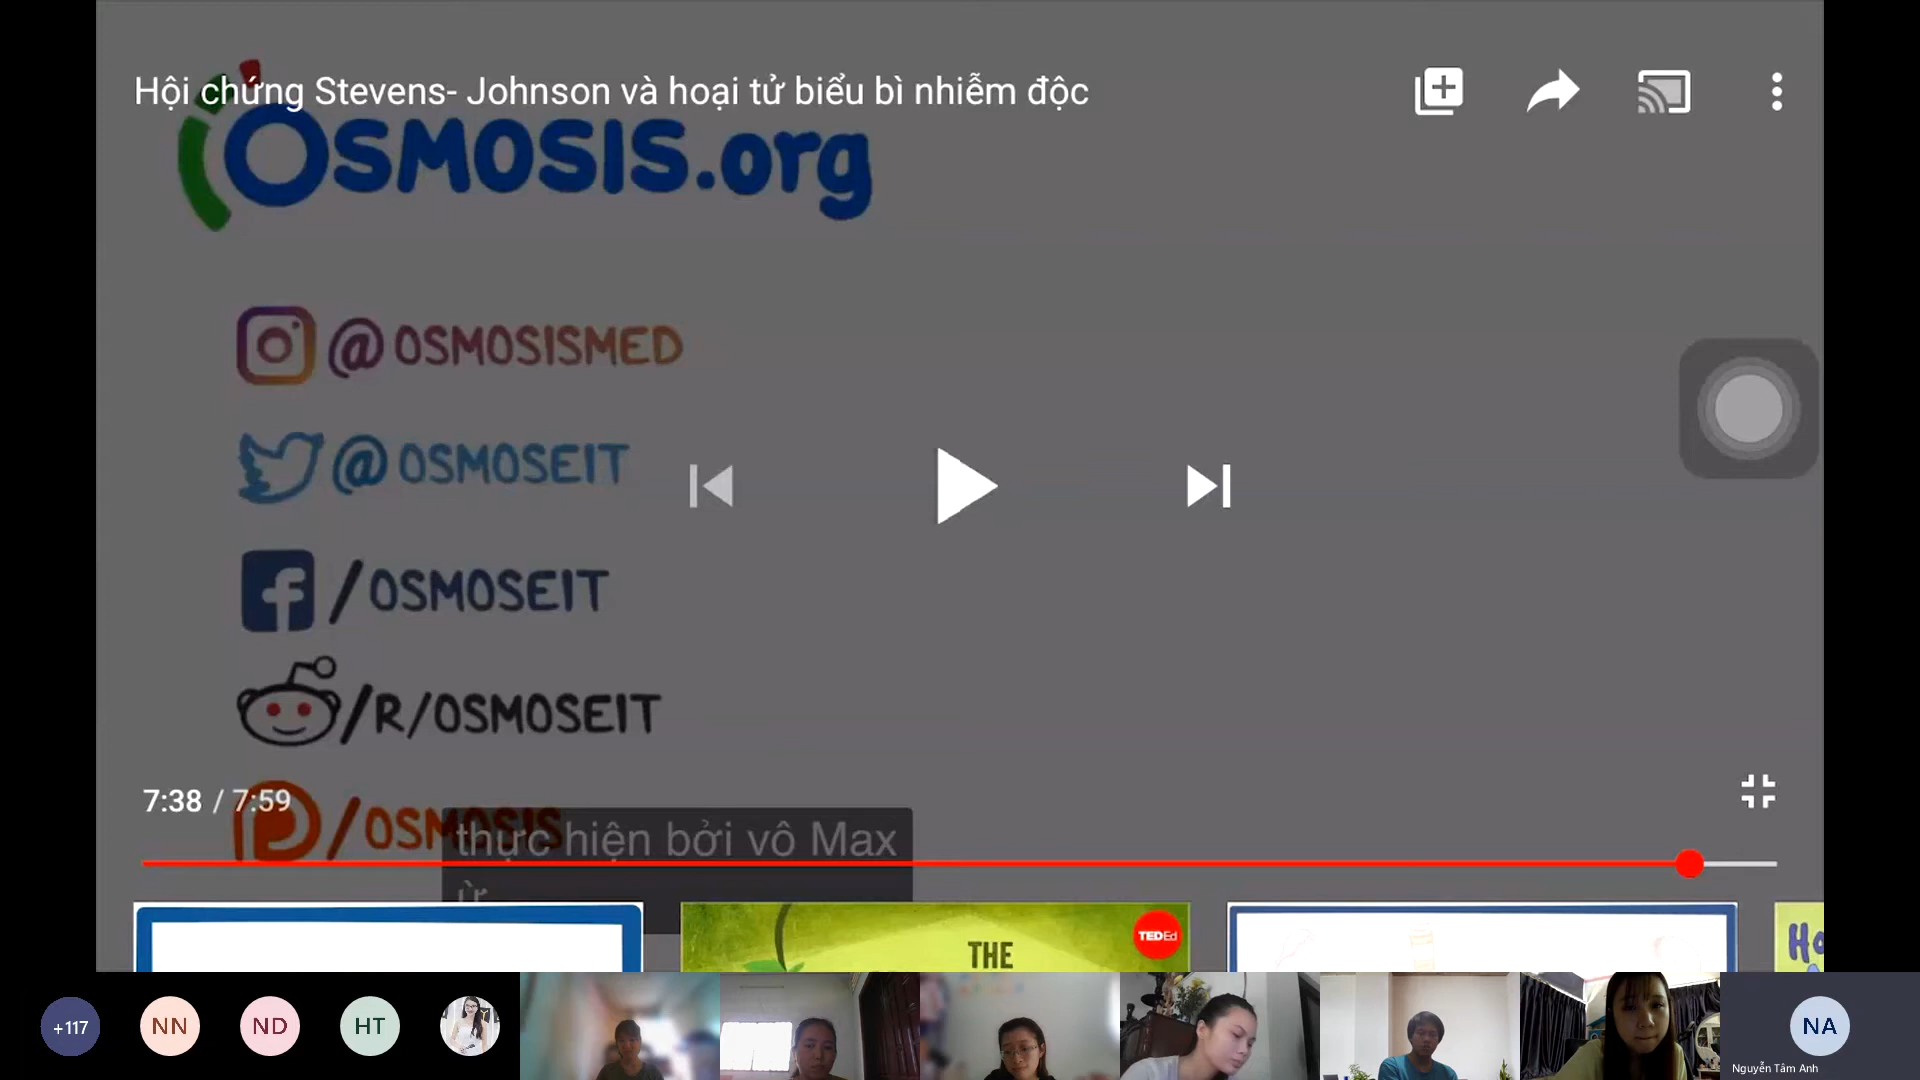 Hội chứng Stevens- Johnson và hoại tử biểu bì nhiễm độc
OSMOSIS.org
@OSMOSISMED
@OSMOSEIT
/OSMOSEIT
/R/OSMOSEIT
7:38 / 7:59
/OSMOSIS
thực hiện bởi vô Max
ừ
THE
TEDEd
+117
NN
ND
HT
NA
Nguyễn Tâm Anh